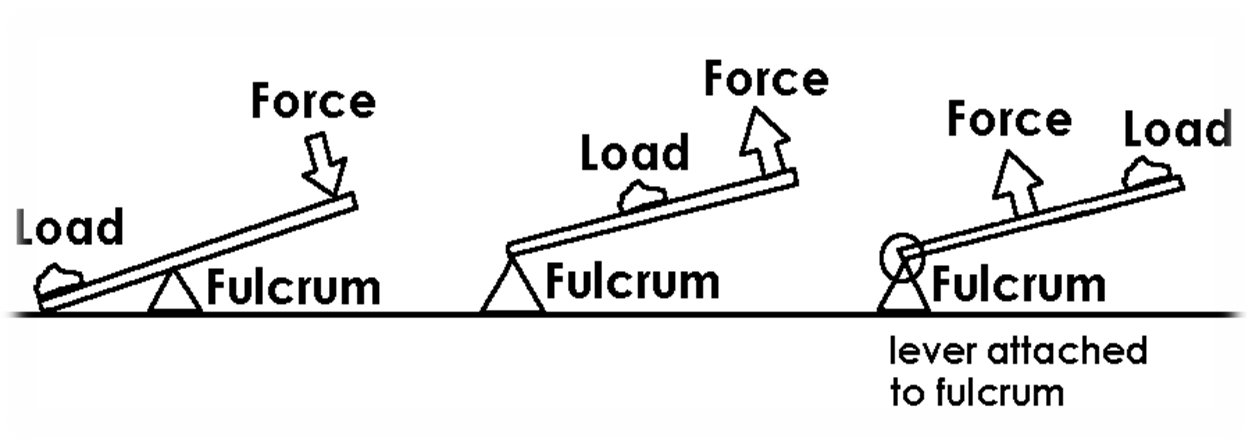 Force
Load
Fulcrum
Force
Load
Fulcrum
Force
Load
Fulcrum
lever attached
to fulcrum